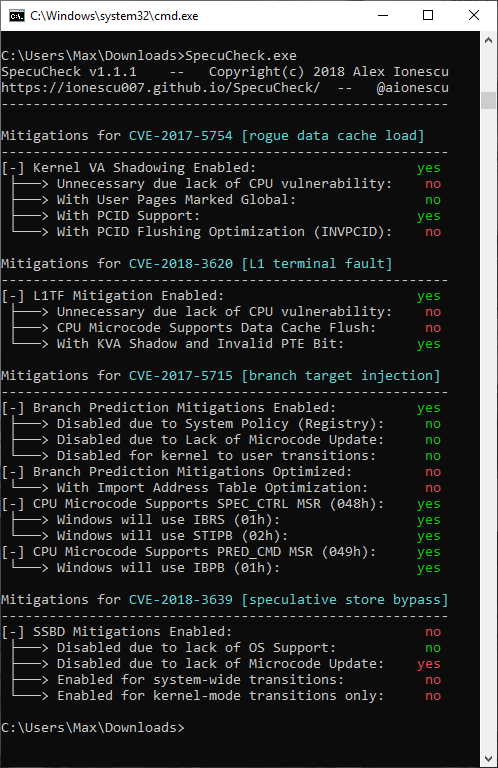 C:\Windows\system32\cmd.exe
C:\Users\Max\Downloads>SpecuCheck.exe
SpecuCheck v1.1.1    --   Copyright(c) 2018 Alex Ionescu
https://ionescu007.github.io/SpecuCheck/  --   @aionescu
--------------------------------------------------------
Mitigations for CVE-2017-5754 [rogue data cache load]
--------------------------------------------------------
[-] Kernel VA Shadowing Enabled:                    yes
 ├───> Unnecessary due lack of CPU vulnerability:    no
 ├───> With User Pages Marked Global:                no
 ├───> With PCID Support:                           yes
 └───> With PCID Flushing Optimization (INVPCID):    no
Mitigations for CVE-2018-3620 [L1 terminal fault]
--------------------------------------------------------
[-] L1TF Mitigation Enabled:                        yes
 ├───> Unnecessary due lack of CPU vulnerability:    no
 ├───> CPU Microcode Supports Data Cache Flush:      no
 └───> With KVA Shadow and Invalid PTE Bit:         yes
Mitigations for CVE-2017-5715 [branch target injection]
--------------------------------------------------------
[-] Branch Prediction Mitigations Enabled:          yes
 ├───> Disabled due to System Policy (Registry):     no
 ├───> Disabled due to Lack of Microcode Update:     no
 └───> Disabled for kernel to user transitions:      no
[-] Branch Prediction Mitigations Optimized:         no
 └───> With Import Address Table Optimization:       no
[-] CPU Microcode Supports SPEC_CTRL MSR (048h):    yes
 ├───> Windows will use IBRS (01h):                 yes
 └───> Windows will use STIPB (02h):                yes
[-] CPU Microcode Supports PRED_CMD MSR (049h):     yes
 └───> Windows will use IBPB (01h):                 yes
Mitigations for CVE-2018-3639 [speculative store bypass]
--------------------------------------------------------
[-] SSBD Mitigations Enabled:                        no
 ├───> Disabled due to lack of OS Support:           no
 ├───> Disabled due to lack of Microcode Update:    yes
 ├───> Enabled for system-wide transitions:          no
 └───> Enabled for kernel-mode transitions only:     no
C:\Users\Max\Downloads>